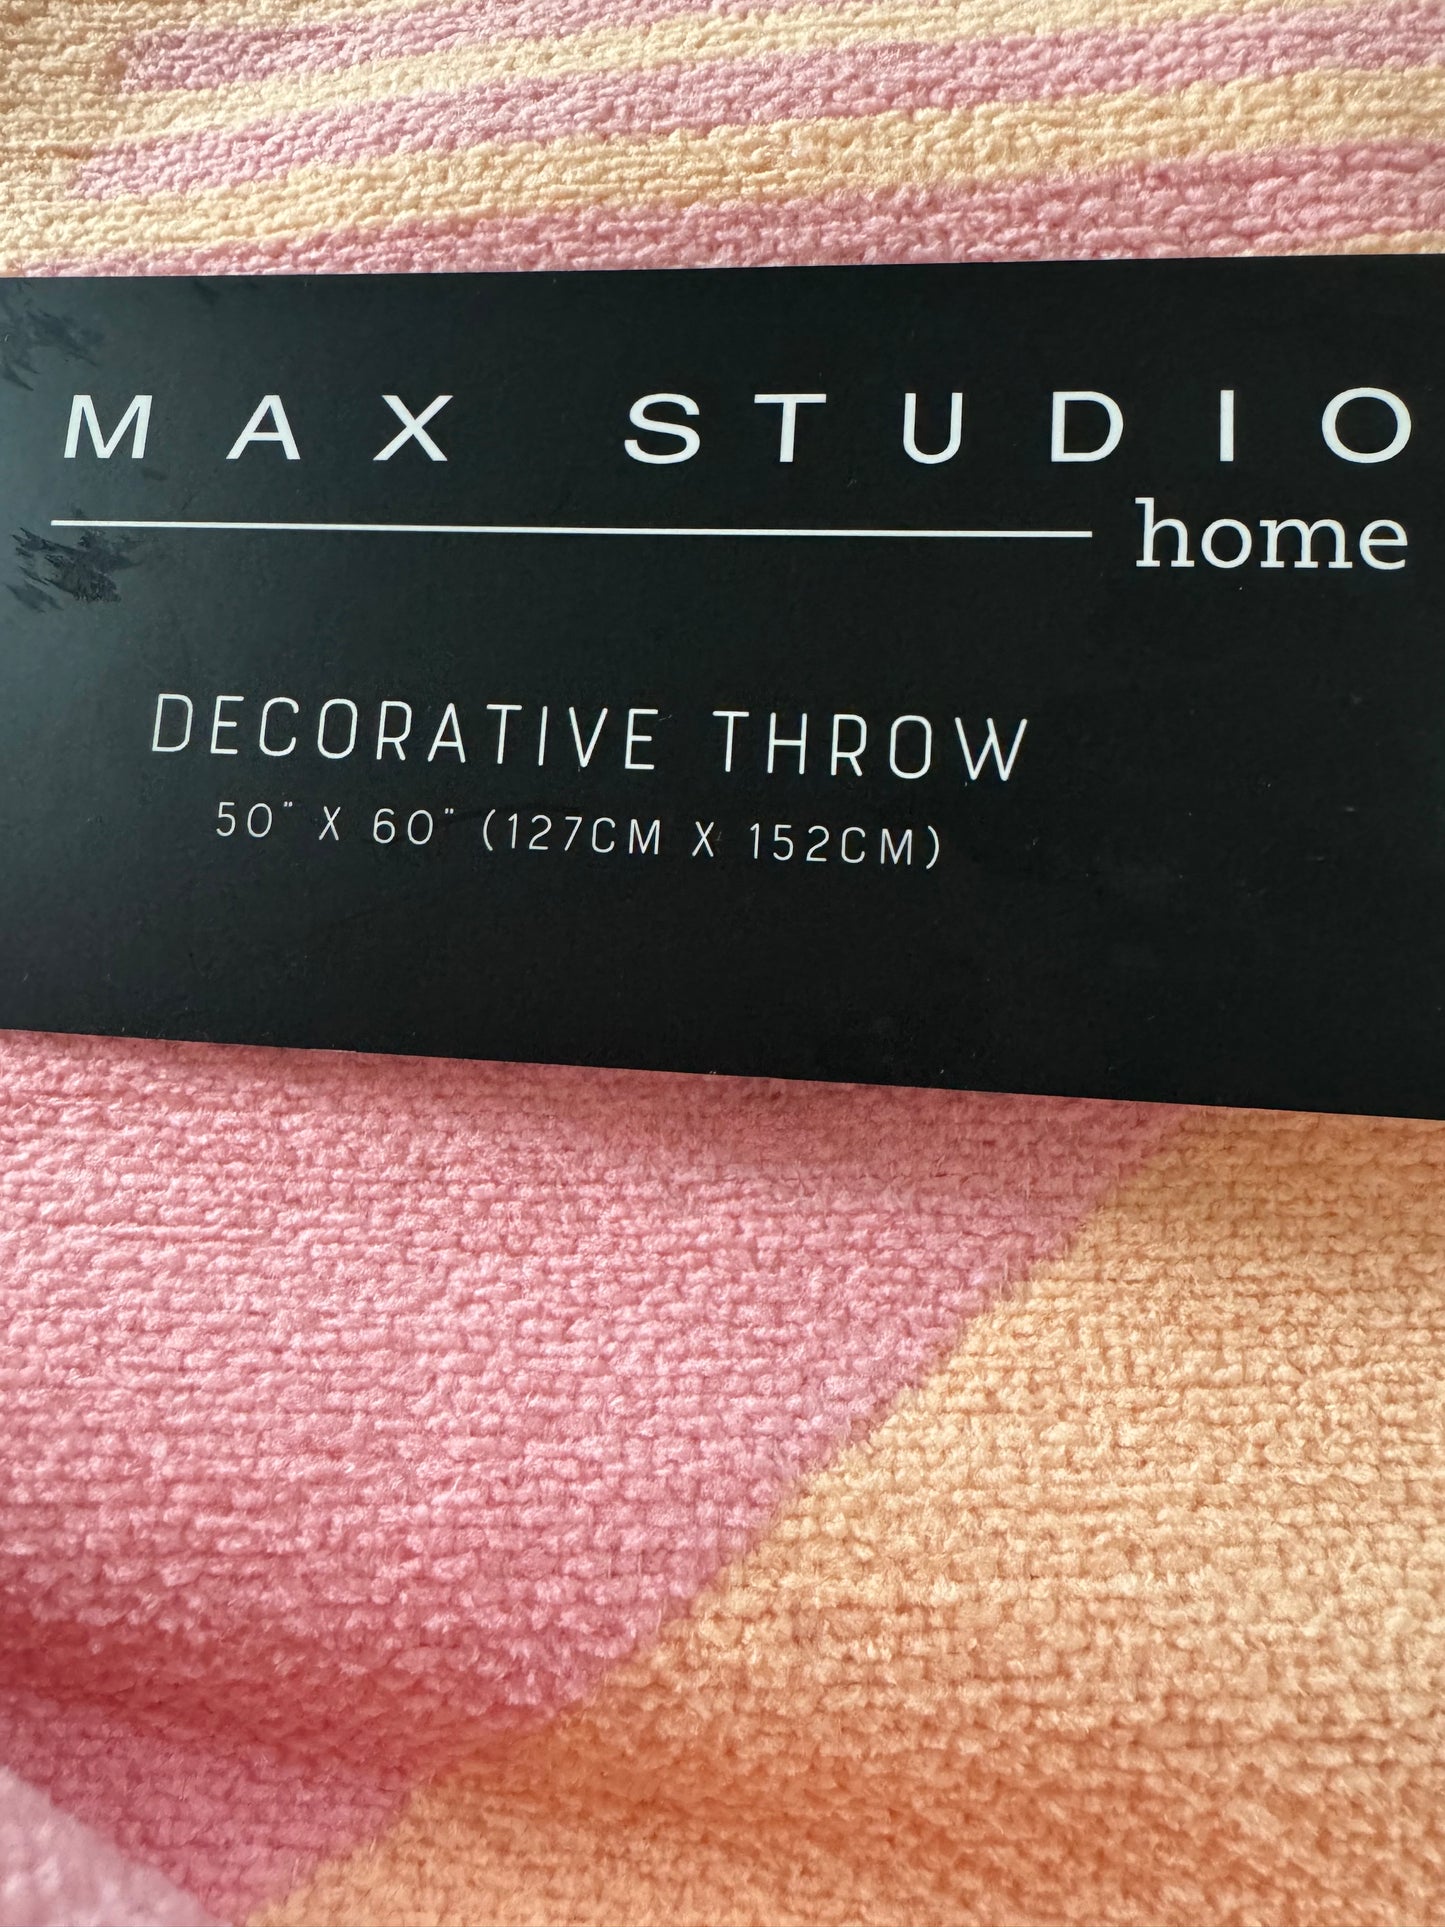 MAX STUDIO
home
DECORATIVE THROW
50" X 60" (127CM X 152CM)